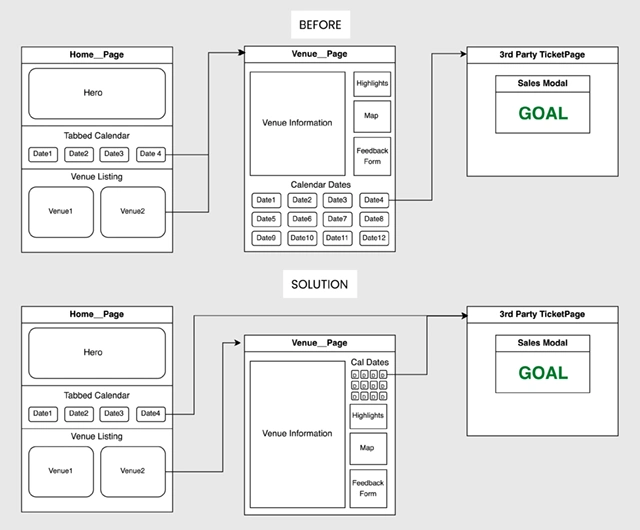 BEFORE
Home__Page
Hero
Tabbed Calendar
Date1 Date2 Date3 Date 4
Venue Listing
Venue1 Venue2
Venue__Page
Venue Information
Highlights
Map
Feedback
Form
Calendar Dates
Date1 Date2 Date3 Date4
Date5 Date6 Date7 Date8
Date9 Date10 Date11 Date12
3rd Party TicketPage
Sales Modal
GOAL
SOLUTION
Home__Page
Hero
Tabbed Calendar
Date1 Date2 Date3 Date4
Venue Listing
Venue1 Venue2
Venue__Page
Venue Information
Cal Dates
D D D D
D D D D
D D D D
Highlights
Map
Feedback
Form
3rd Party TicketPage
Sales Modal
GOAL